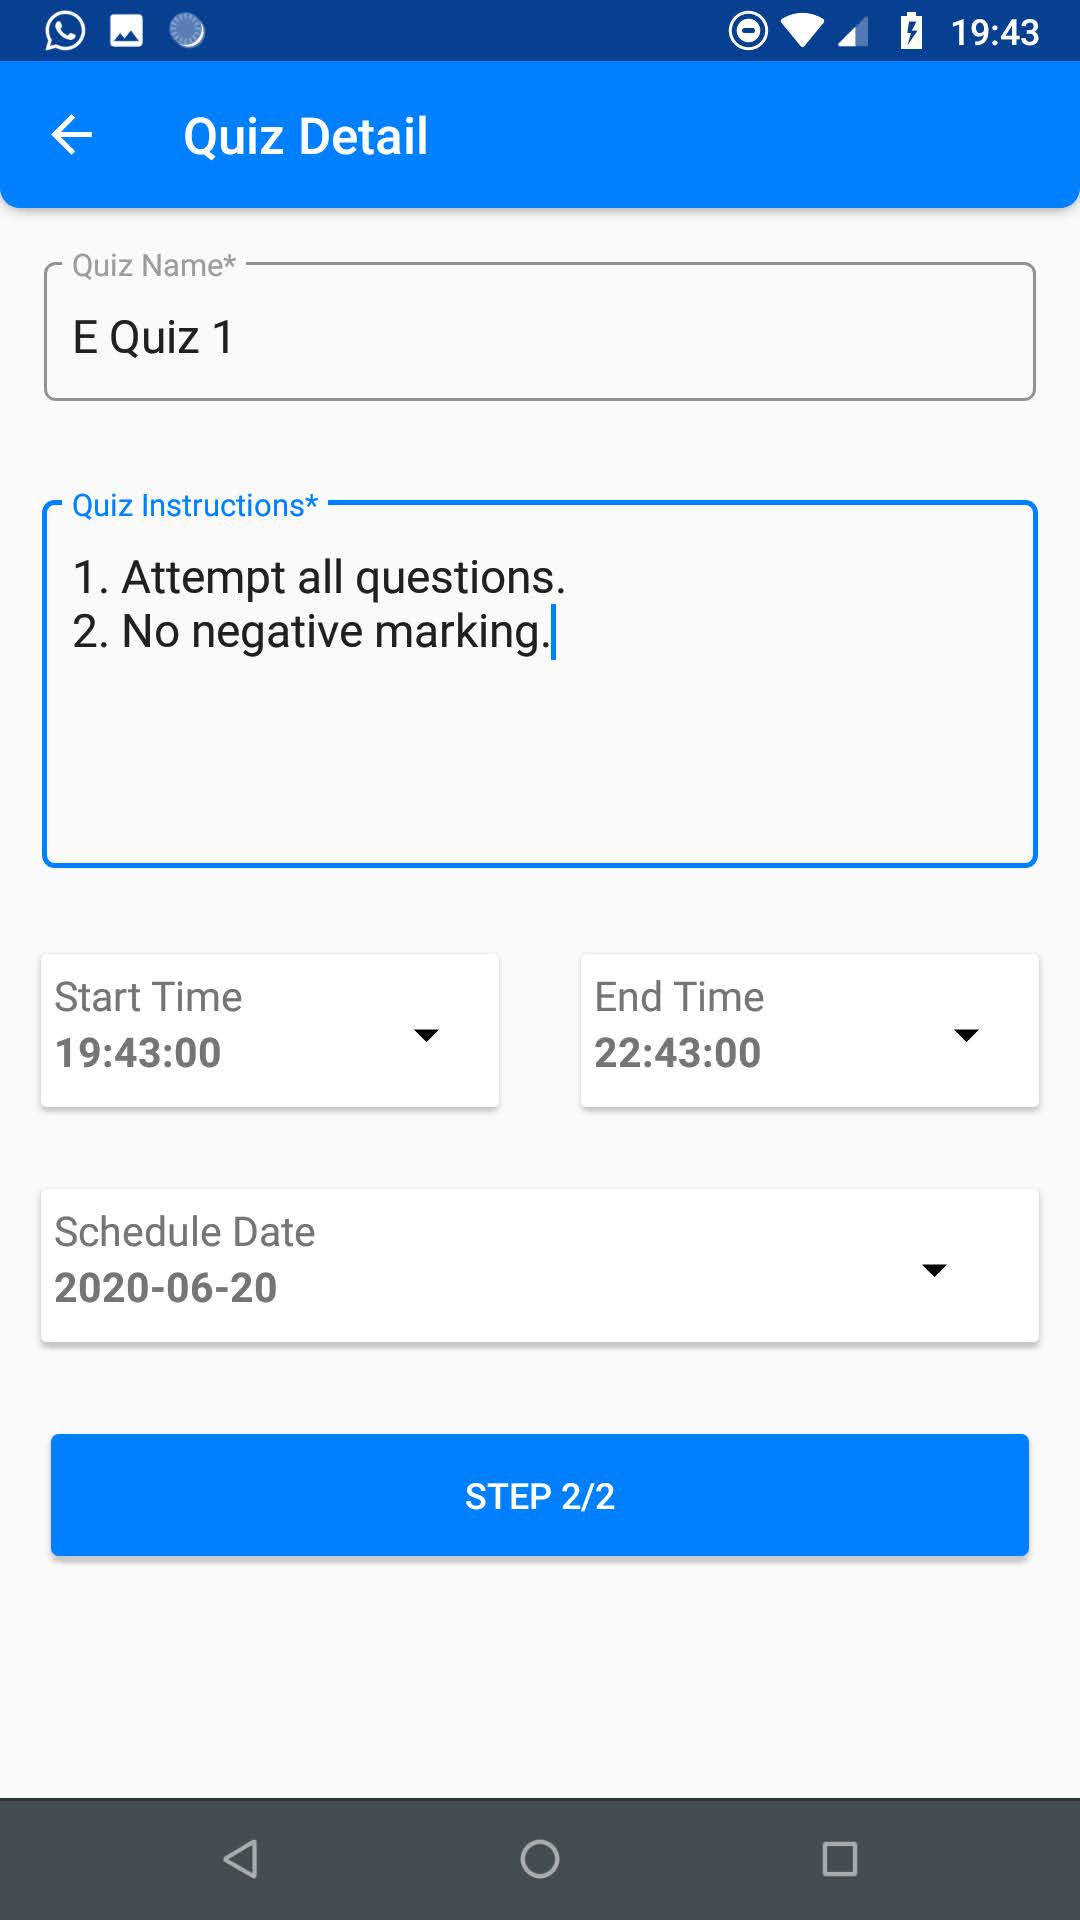 19:43
Quiz Detail
Quiz Name*
E Quiz 1
Quiz Instructions*
1. Attempt all questions.
2. No negative marking.
Start Time
19:43:00
End Time
22:43:00
Schedule Date
2020-06-20
STEP 2/2